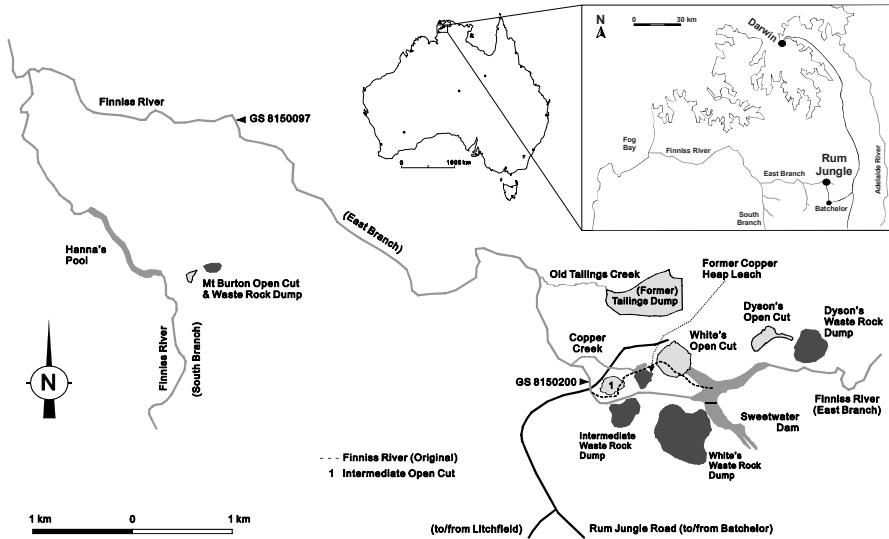 N
0
30 km
Darwin
Fog
Bay
Finniss River
East Branch
Rum
Jungle
Adelaide River
South
Branch
Batchelor
0
1000 km
Finniss River
GS 8150097
(East Branch)
Hanna's
Pool
Mt Burton Open Cut
& Waste Rock Dump
Finniss River
(South Branch)
N
Old Tailings Creek
(Former)
Tailings Dump
Former Copper
Heap Leach
Dyson's
Open Cut
Dyson's
Waste Rock
Dump
White's
Open Cut
Copper
Creek
GS 8150200
1
Finniss River
(East Branch)
Sweetwater
Dam
Intermediate
Waste Rock
Dump
White's
Waste Rock
Dump
Finniss River (Original)
1 Intermediate Open Cut
1 km
0
1 km
(to/from Litchfield)
Rum Jungle Road (to/from Batchelor)